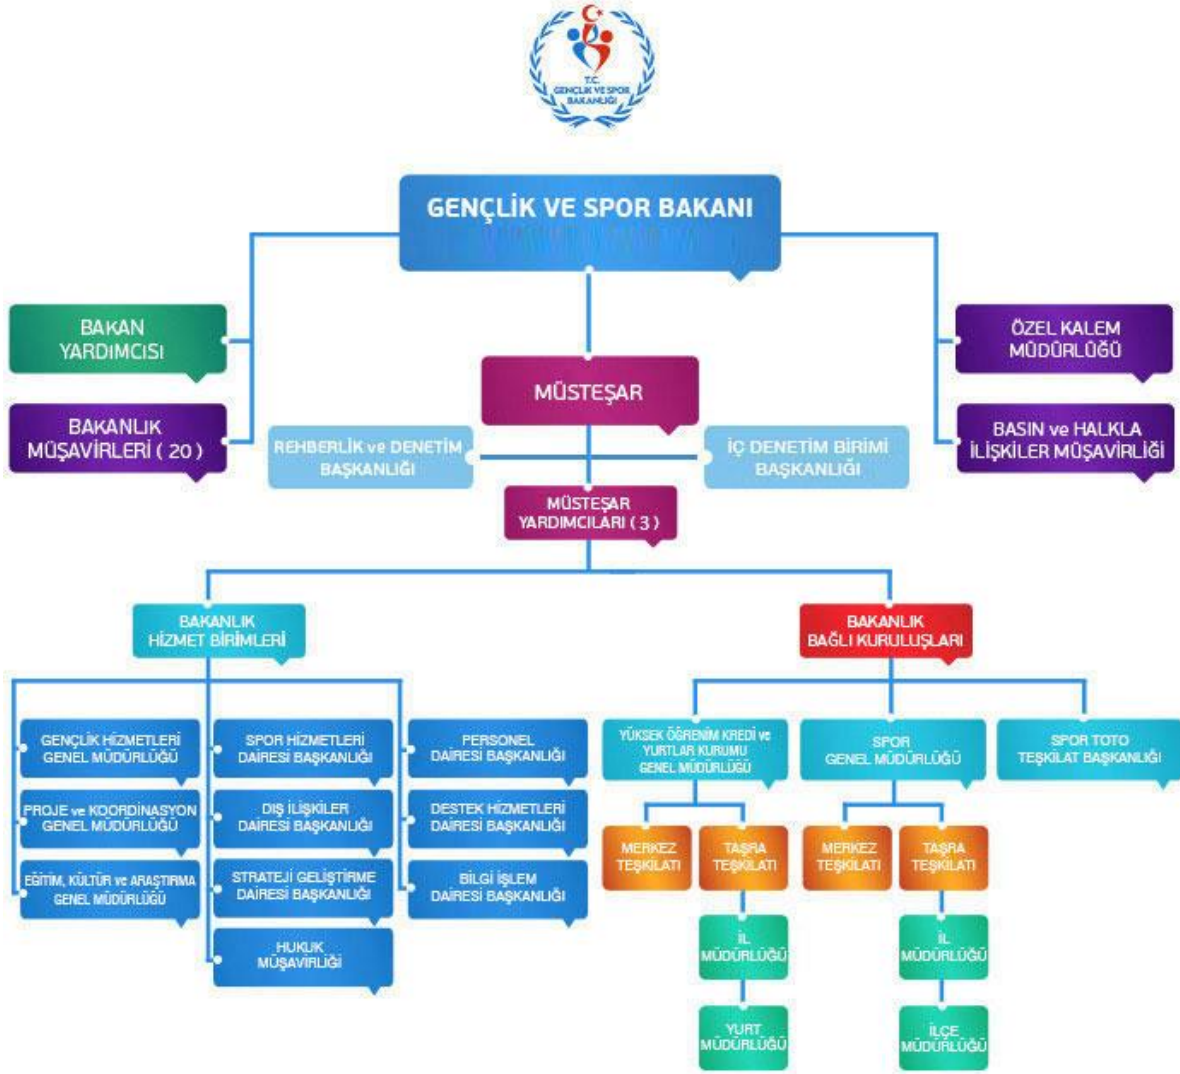 T.C.
GENÇLİK VE SPOR
BAKANLIĞI
GENÇLİK VE SPOR BAKANI
BAKAN
YARDIMCISI
ÖZEL KALEM
MÜDÜRLÜĞÜ
MÜSTEŞAR
BAKANLIK
MÜŞAVİRLERİ ( 20 )
BASIN ve HALKLA
İLİŞKİLER MÜŞAVİRLİĞİ
REHBERLİK ve DENETİM
BAŞKANLIĞI
İÇ DENETİM BİRİMİ
BAŞKANLIĞI
MÜSTEŞAR
YARDIMCILARI ( 3 )
BAKANLIK
HİZMET BİRİMLERİ
BAKANLIK
BAĞLI KURULUŞLARI
GENÇLİK HİZMETLERİ
GENEL MÜDÜRLÜĞÜ
SPOR HİZMETLERİ
DAİRESİ BAŞKANLIĞI
PERSONEL
DAİRESİ BAŞKANLIĞI
YÜKSEK ÖĞRENİM KREDİ ve
YURTLAR KURUMU
GENEL MÜDÜRLÜĞÜ
SPOR
GENEL MÜDÜRLÜĞÜ
SPOR TOTO
TEŞKİLAT BAŞKANLIĞI
PROJE ve KOORDİNASYON
GENEL MÜDÜRLÜĞÜ
DIŞ İLİŞKİLER
DAİRESİ BAŞKANLIĞI
DESTEK HİZMETLERİ
DAİRESİ BAŞKANLIĞI
MERKEZ
TEŞKİLATI
TAŞRA
TEŞKİLATI
MERKEZ
TEŞKİLATI
TAŞRA
TEŞKİLATI
EĞİTİM, KÜLTÜR ve ARAŞTIRMA
GENEL MÜDÜRLÜĞÜ
STRATEJİ GELİŞTİRME
DAİRESİ BAŞKANLIĞI
BİLGİ İŞLEM
DAİRESİ BAŞKANLIĞI
HUKUK
MÜŞAVİRLİĞİ
İL
MÜDÜRLÜĞÜ
İL
MÜDÜRLÜĞÜ
YURT
MÜDÜRLÜĞÜ
İLÇE
MÜDÜRLÜĞÜ